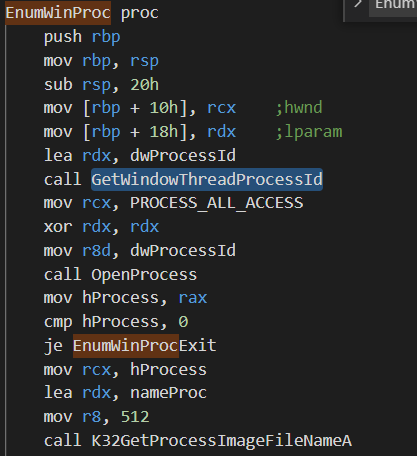 EnumWinProc proc
push rbp
mov rbp, rsp
sub rsp, 20h
mov [rbp + 10h], rcx ;hwnd
mov [rbp + 18h], rdx ;lparam
lea rdx, dwProcessId
call GetWindowThreadProcessId
mov rcx, PROCESS_ALL_ACCESS
xor rdx, rdx
mov r8d, dwProcessId
call OpenProcess
mov hProcess, rax
cmp hProcess, 0
je EnumWinProcExit
mov rcx, hProcess
lea rdx, nameProc
mov r8, 512
call K32GetProcessImageFileNameA